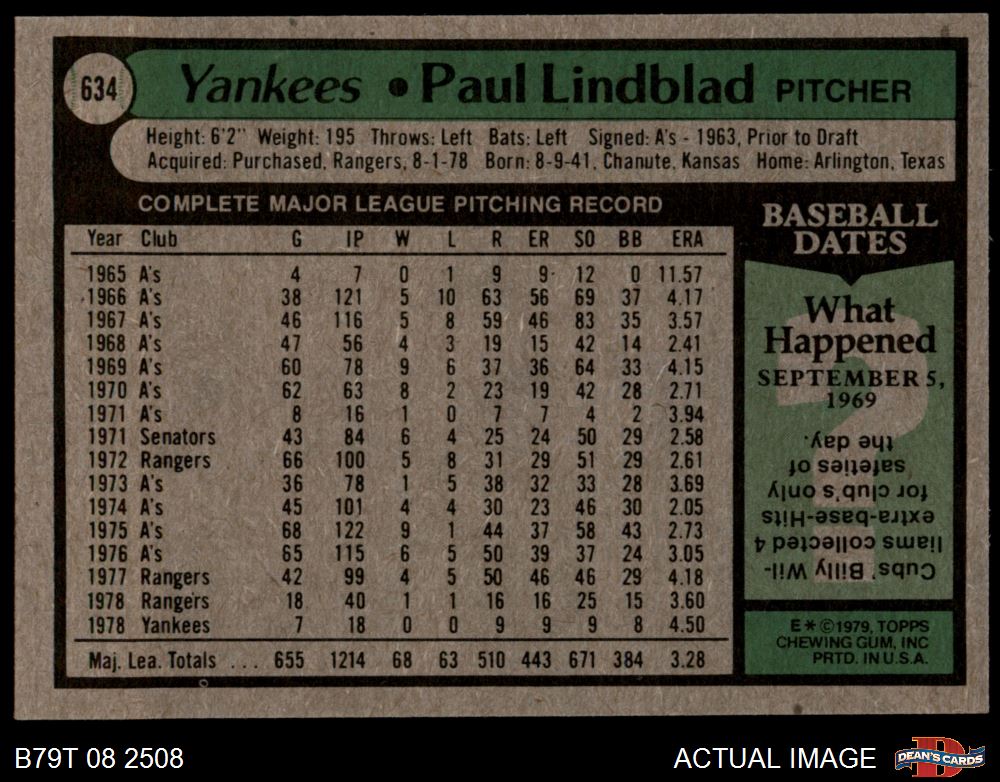 634
Yankees • Paul Lindblad PITCHER
Height: 6'2" Weight: 195 Throws: Left Bats: Left Signed: A's - 1963, Prior to Draft
Acquired: Purchased, Rangers, 8-1-78 Born: 8-9-41, Chanute, Kansas Home: Arlington, Texas
COMPLETE MAJOR LEAGUE PITCHING RECORD
Year Club G IP W L R ER SO BB ERA
1965 A's 4 7 0 1 9 9 12 0 11.57
1966 A's 38 121 5 10 63 56 69 37 4.17
1967 A's 46 116 5 8 59 46 83 35 3.57
1968 A's 47 56 4 3 19 15 42 14 2.41
1969 A's 60 78 9 6 37 36 64 33 4.15
1970 A's 62 63 8 2 23 19 42 28 2.71
1971 A's 8 16 1 0 7 7 4 2 3.94
1971 Senators 43 84 6 4 25 24 50 29 2.58
1972 Rangers 66 100 5 8 31 29 51 29 2.61
1973 A's 36 78 1 5 38 32 33 28 3.69
1974 A's 45 101 4 4 30 23 46 30 2.05
1975 A's 68 122 9 1 44 37 58 43 2.73
1976 A's 65 115 6 5 50 39 37 24 3.05
1977 Rangers 42 99 4 5 50 46 46 29 4.18
1978 Rangers 18 40 1 1 16 16 25 15 3.60
1978 Yankees 7 18 0 0 9 9 9 8 4.50
Maj. Lea. Totals ... 655 1214 68 63 510 443 671 384 3.28
BASEBALL
DATES
What
Happened
SEPTEMBER 5,
1969
Cubs' Billy Wil-
liams collected 4
extra-base-Hits
for club's only
safeties of
the day.
E*©1979, TOPPS
CHEWING GUM, INC
PRTD. IN U.S.A.
B79T 08 2508
ACTUAL IMAGE
D
DEAN'S CARDS